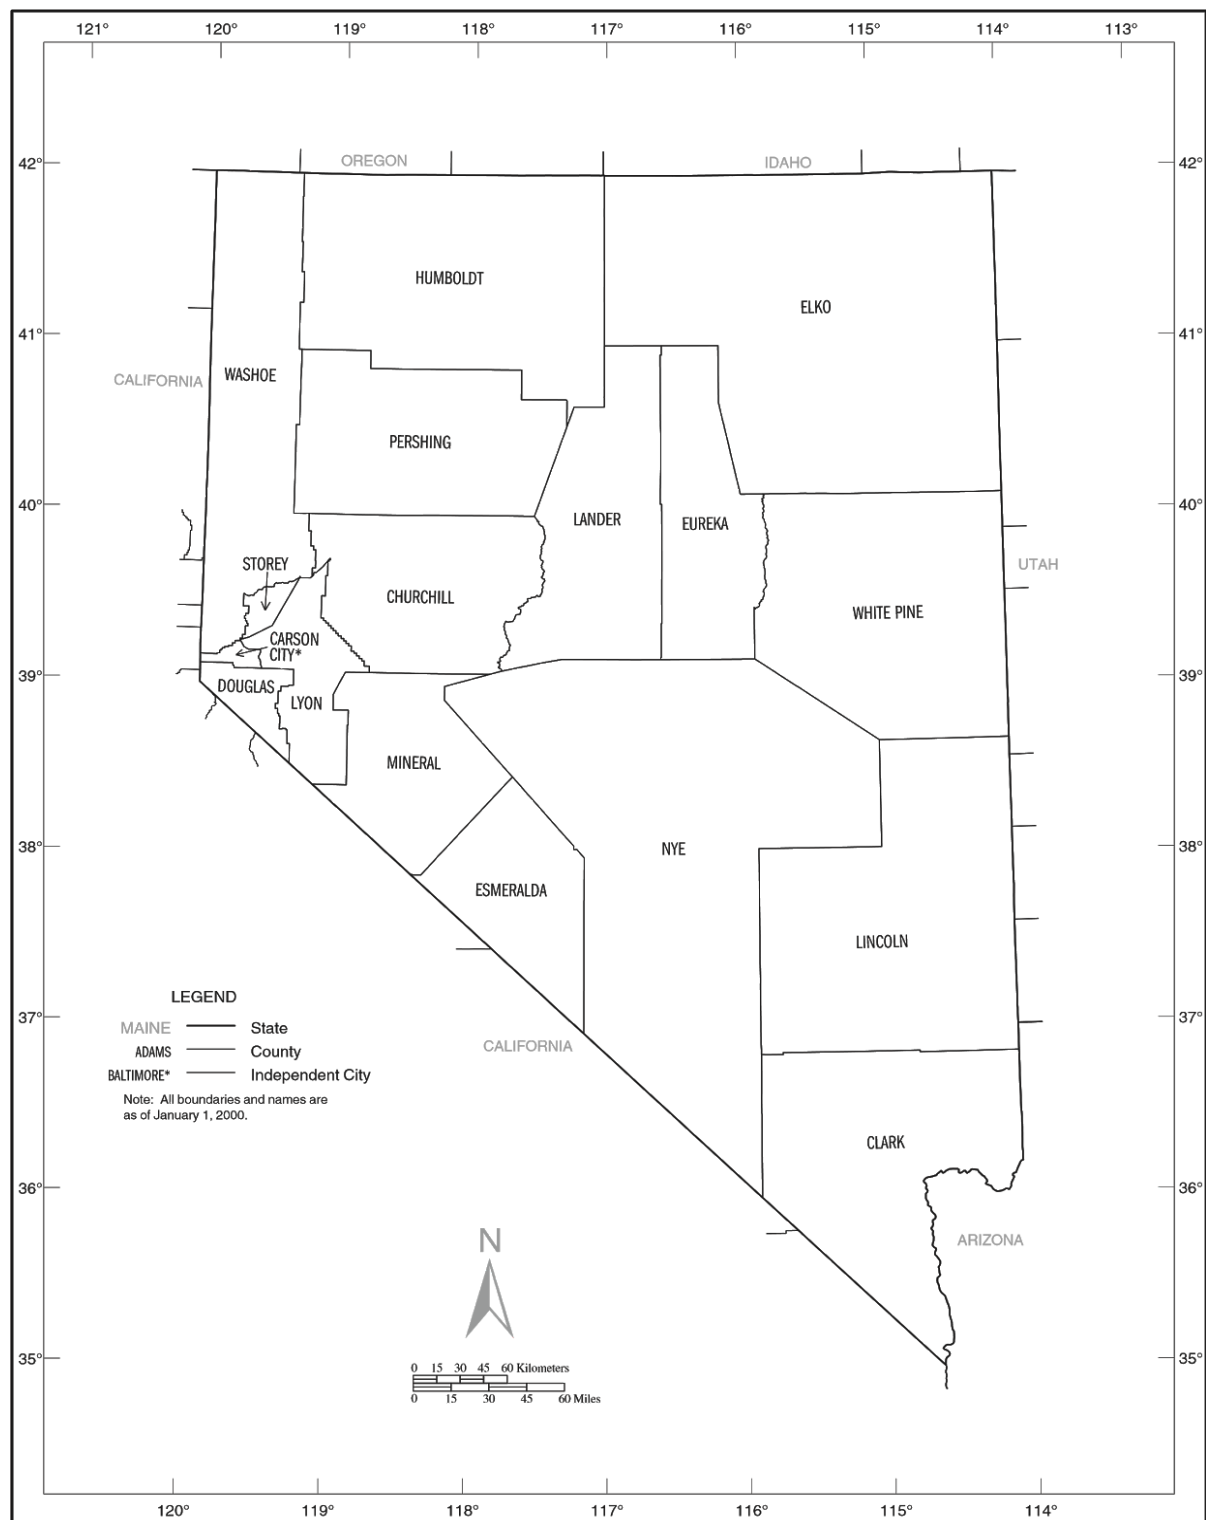 121° 120° 119° 118° 117° 116° 115° 114° 113°
42° OREGON IDAHO 42°
HUMBOLDT
ELKO
41° 41°
WASHOE
CALIFORNIA
PERSHING
40° 40°
LANDER
EUREKA
STOREY
UTAH
CHURCHILL
WHITE PINE
CARSON
CITY*
39° 39°
DOUGLAS
LYON
MINERAL
38° NYE 38°
ESMERALDA
LINCOLN
LEGEND
37° 37°
MAINE State
CALIFORNIA
ADAMS County
BALTIMORE* Independent City
Note: All boundaries and names are
as of January 1, 2000.
CLARK
36° 36°
N
ARIZONA
35° 35°
0 15 30 45 60 Kilometers
0 15 30 45 60 Miles
120° 119° 118° 117° 116° 115° 114°